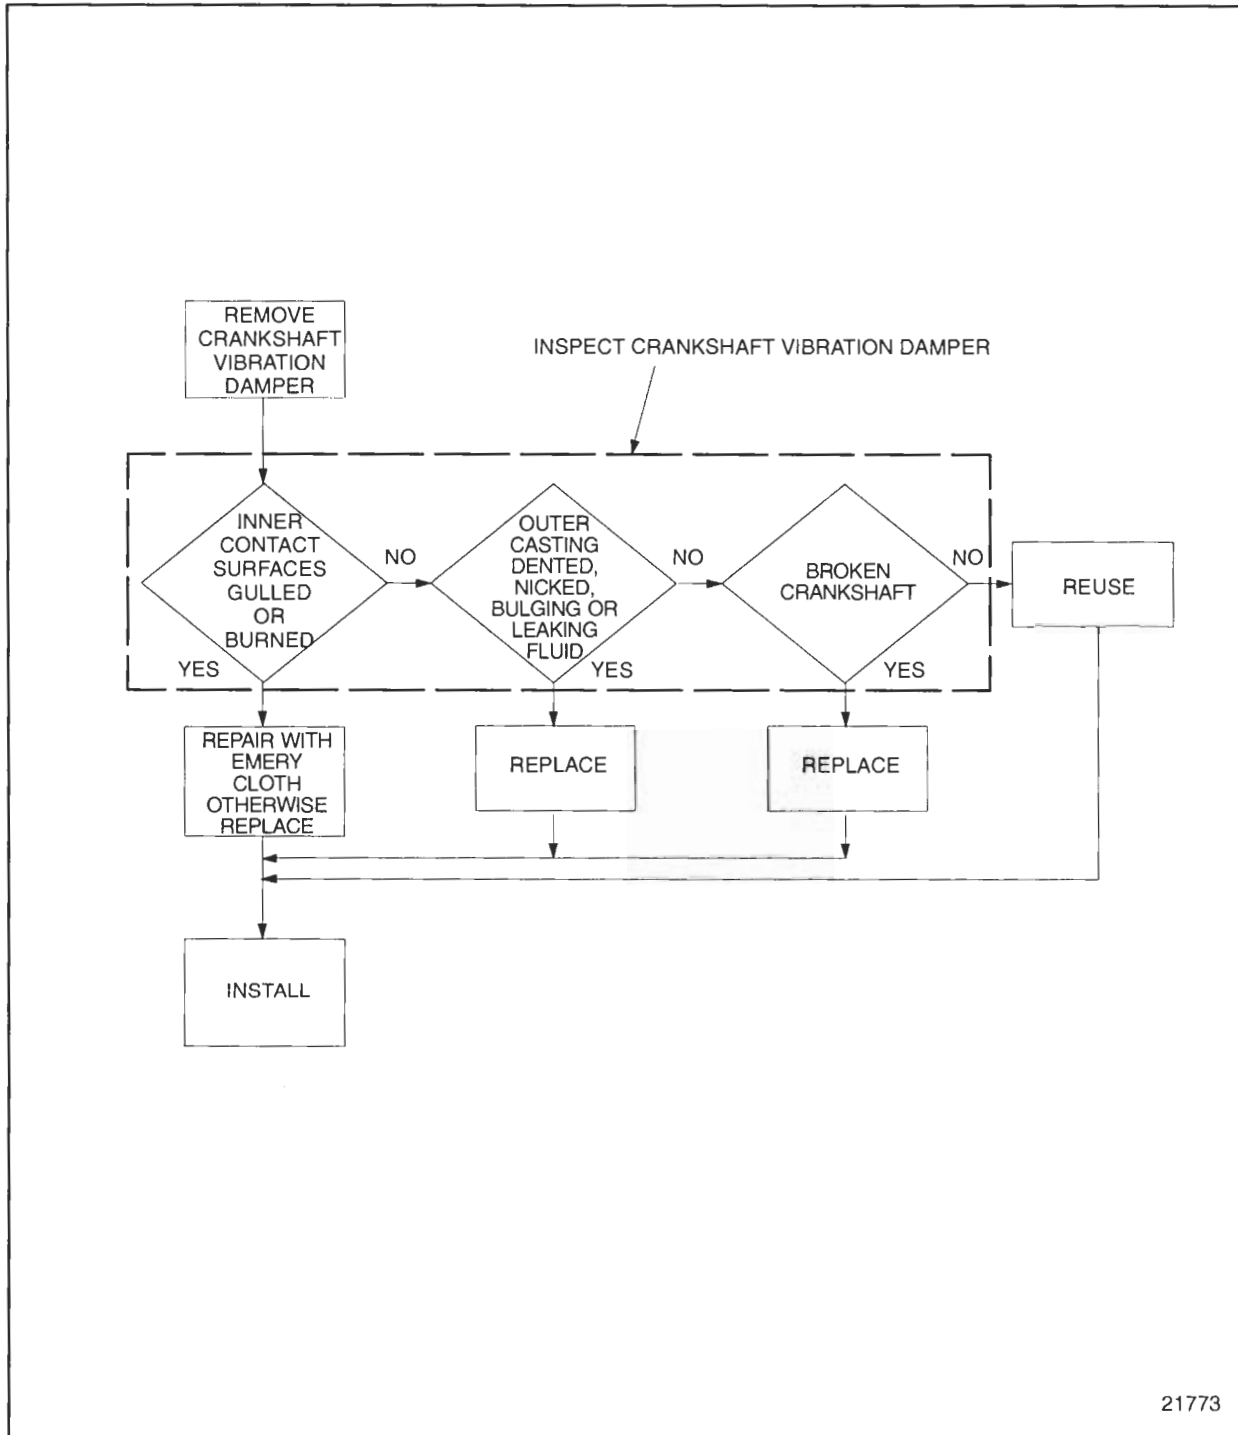 REMOVE
CRANKSHAFT
VIBRATION
DAMPER
INSPECT CRANKSHAFT VIBRATION DAMPER
INNER
CONTACT
SURFACES
GULLED
OR
BURNED
NO
YES
OUTER
CASTING
DENTED,
NICKED,
BULGING OR
LEAKING
FLUID
NO
YES
BROKEN
CRANKSHAFT
NO
YES
REUSE
REPAIR WITH
EMERY
CLOTH
OTHERWISE
REPLACE
REPLACE
REPLACE
INSTALL
21773